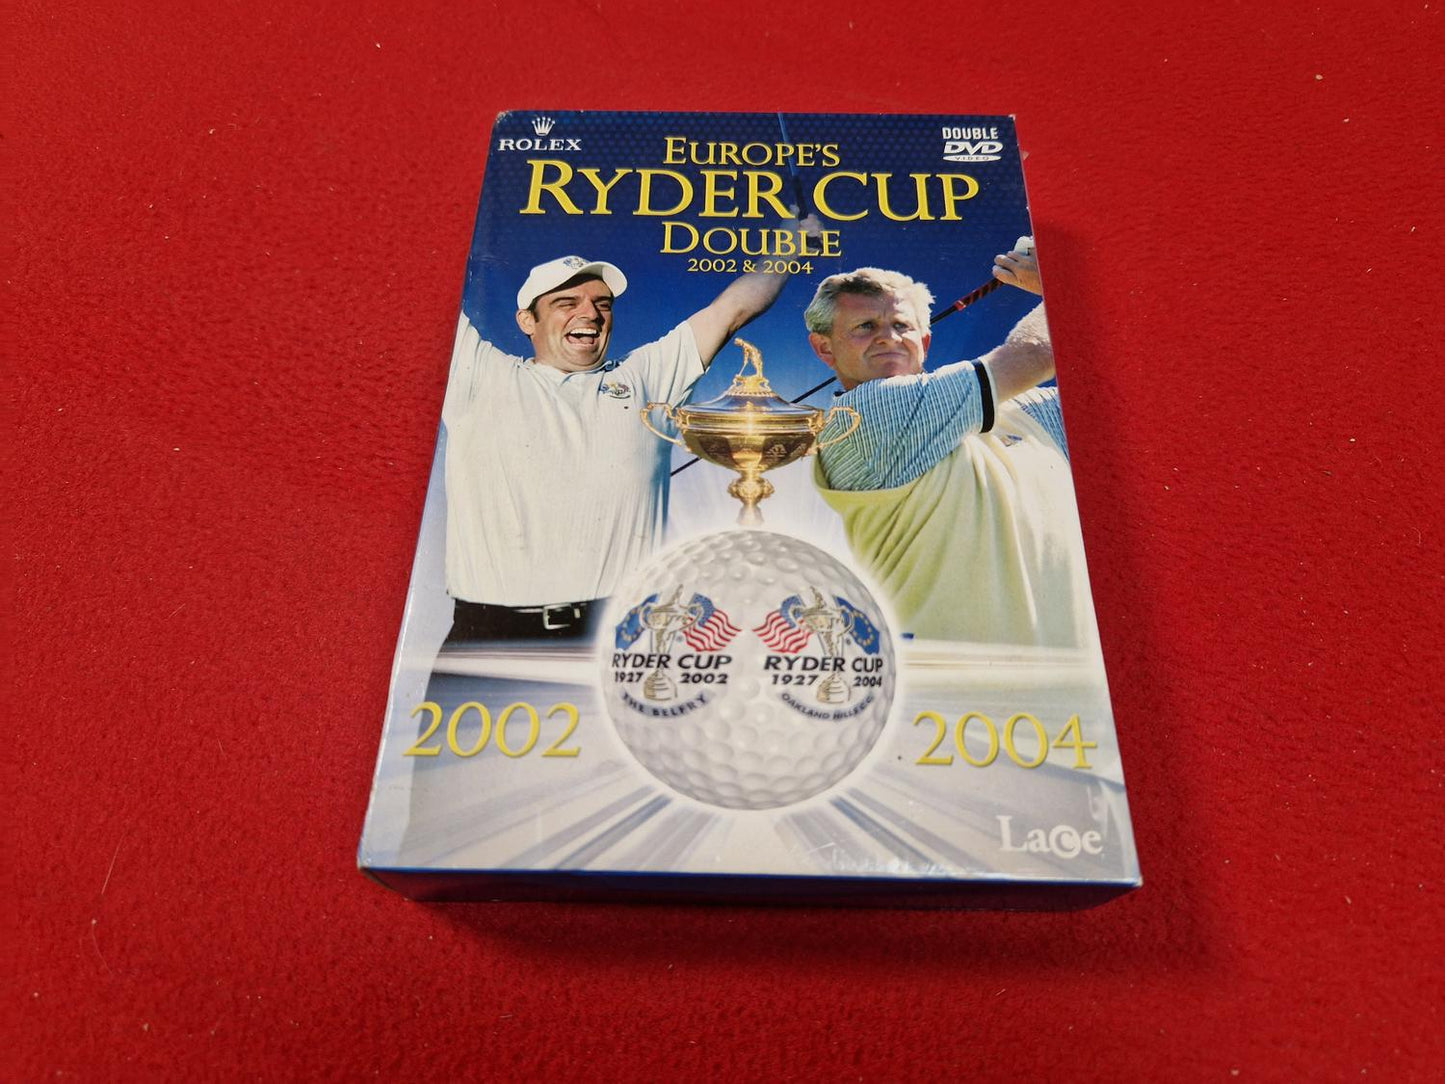 ROLEX
DOUBLE
DVD
VIDEO
EUROPE'S
RYDER CUP
DOUBLE
2002 & 2004
RYDER CUP
1927 2002
THE BELFRY
RYDER CUP
1927 2004
OAKLAND HILLS CC
2002
2004
Lace